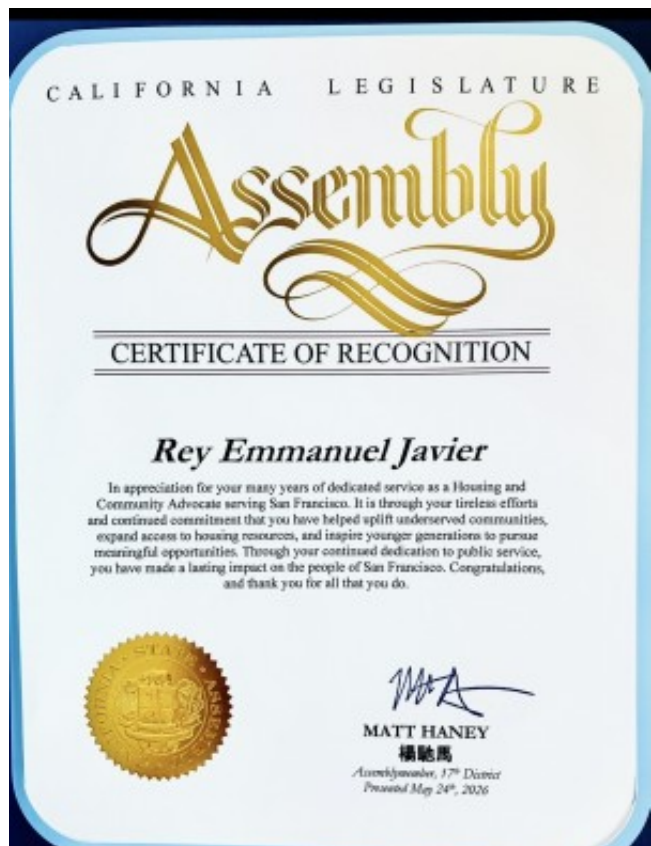 CALIFORNIA LEGISLATURE
Assembly
CERTIFICATE OF RECOGNITION
Rey Emmanuel Javier
In appreciation for your many years of dedicated service as a Housing and
Community Advocate serving San Francisco. It is through your tireless efforts
and continued commitment that you have helped uplift underserved communities,
expand access to housing resources, and inspire younger generations to pursue
meaningful opportunities. Through your continued dedication to public service,
you have made a lasting impact on the people of San Francisco. Congratulations,
and thank you for all that you do.
MATT HANEY
楊馳馬
Assemblymember, 17th District
Presented May 24th, 2026